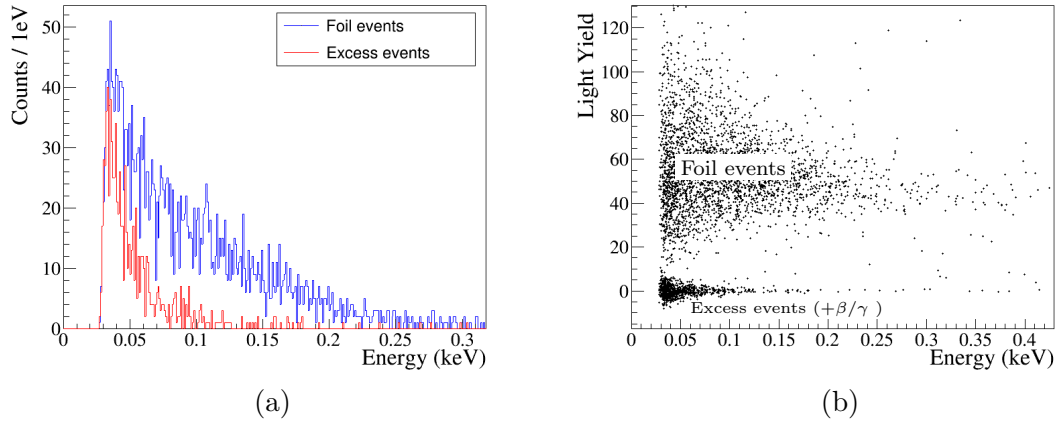 Counts / 1eV
50
40
30
20
10
0
Foil events
Excess events
0 0.05 0.1 0.15 0.2 0.25 0.3
Energy (keV)
(a)
Light Yield
120
100
80
60
40
20
0
Foil events
Excess events (+β/γ )
0 0.05 0.1 0.15 0.2 0.25 0.3 0.35 0.4
Energy (keV)
(b)